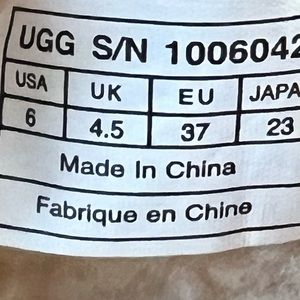 UGG S/N 1006042
USA UK EU JAPA
6 4.5 37 23
Made In China
Fabrique en Chine